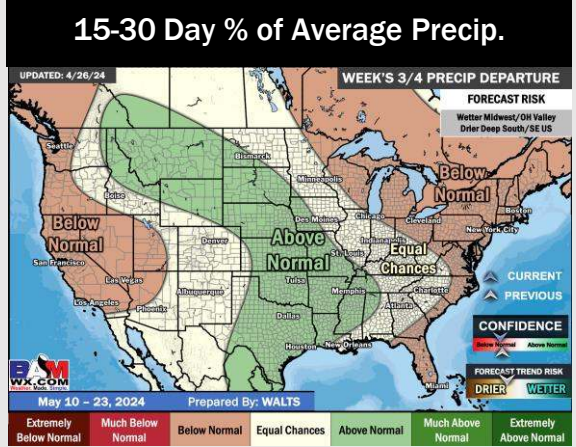 15-30 Day % of Average Precip.
UPDATED: 4/26/24
WEEK'S 3/4 PRECIP DEPARTURE
FORECAST RISK
Wetter Midwest/OH Valley
Drier Deep South/SE US
Seattle
Bismarck
Minneapolis
Boise
Below
Normal
Boston
Des Moines
Chicago
Cleveland
New York City
Below
Normal
Denver
Above
Normal
St. Louis
Indianapolis
Equal
Chances
San Francisco
Las Vegas
Tulsa
CURRENT
Los Angeles
Albuquerque
Memphis
Charlotte
PREVIOUS
Phoenix
Atlanta
Dallas
CONFIDENCE
Below Normal
Above Normal
Houston
New Orleans
FORECAST TREND RISK
DRIER
WETTER
Miami
BAM
WX.COM
Weather. Made. Simple.
May 10 - 23, 2024
Prepared By: WALTS
Extremely
Below Normal
Much Below
Normal
Below Normal
Equal Chances
Above Normal
Much Above
Normal
Extremely
Above Normal